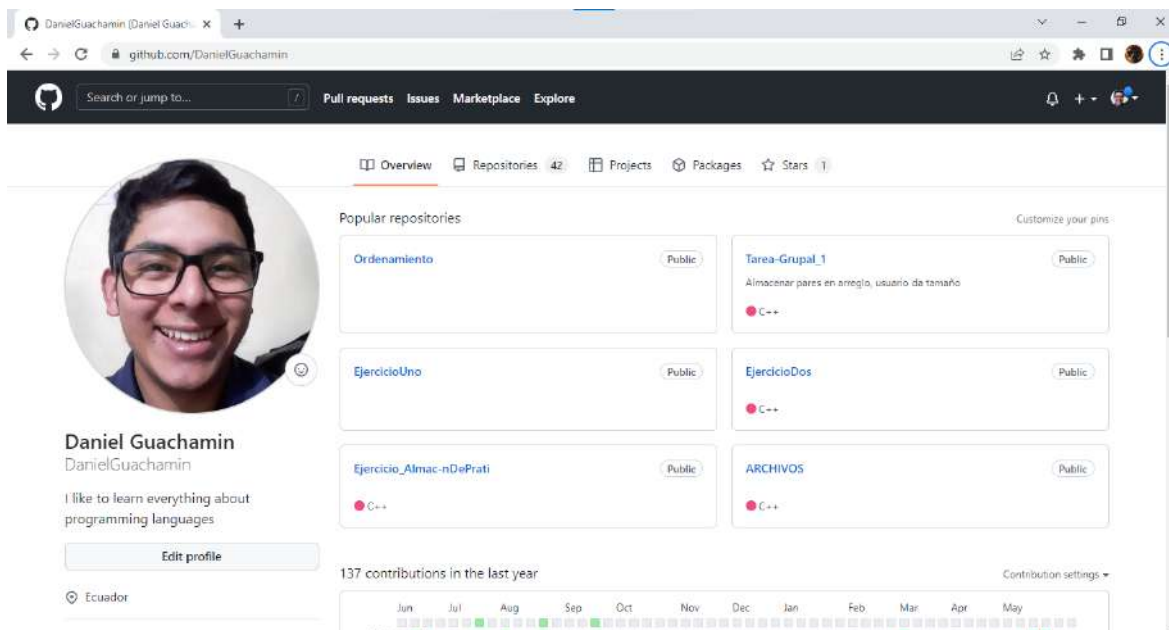 DanielGuachamin (Daniel Guach
github.com/DanielGuachamin
Search or jump to...
/
Pull requests Issues Marketplace Explore
Overview Repositories 42 Projects Packages Stars 1
Popular repositories
Customize your pins
Ordenamiento Public
Tarea-Grupal_1 Public
Almacenar pares en arreglo, usuario da tamaño
C++
EjercicioUno Public
EjercicioDos Public
C++
Ejercicio_Almac-nDePrati Public
C++
ARCHIVOS Public
C++
Daniel Guachamin
DanielGuachamin
I like to learn everything about
programming languages
Edit profile
Ecuador
137 contributions in the last year
Contribution settings
Jun Jul Aug Sep Oct Nov Dec Jan Feb Mar Apr May